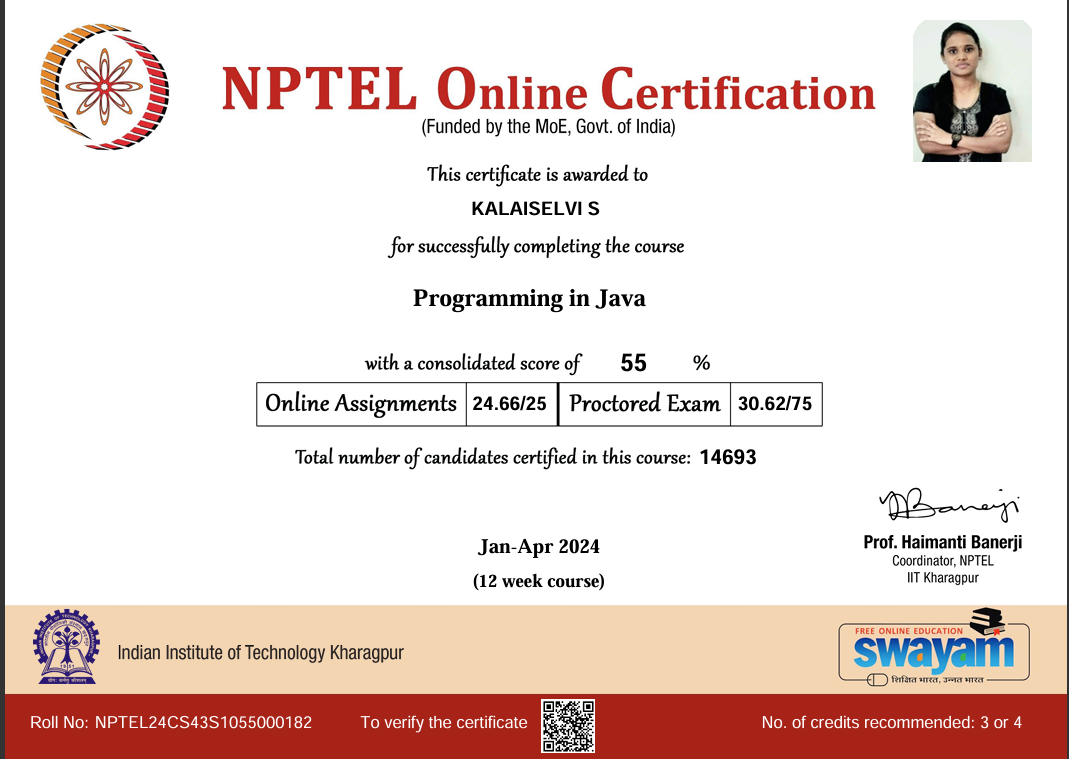 NPTEL Online Certification
(Funded by the MoE, Govt. of India)
This certificate is awarded to
KALAISELVI S
for successfully completing the course
Programming in Java
with a consolidated score of 55 %
Online Assignments 24.66/25 Proctored Exam 30.62/75
Total number of candidates certified in this course: 14693
Banerji
Prof. Haimanti Banerji
Coordinator, NPTEL
IIT Kharagpur
Jan-Apr 2024
(12 week course)
Indian Institute of Technology Kharagpur
FREE ONLINE EDUCATION
swayam
शिक्षित भारत, उन्नत भारत
Roll No: NPTEL24CS43S1055000182 To verify the certificate No. of credits recommended: 3 or 4